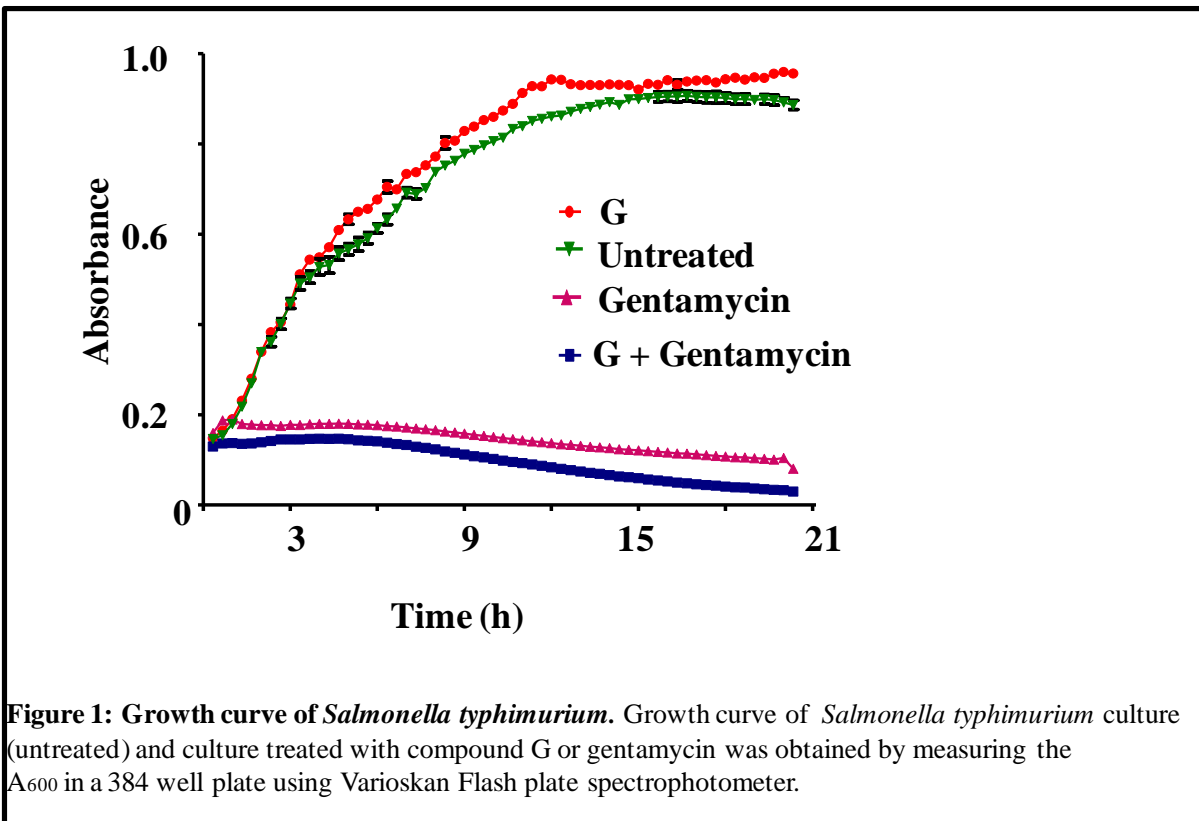 1.0
0.6
0.2
0
Absorbance
G
Untreated
Gentamycin
G + Gentamycin
3 9 15 21
Time (h)
Figure 1: Growth curve of Salmonella typhimurium. Growth curve of Salmonella typhimurium culture
(untreated) and culture treated with compound G or gentamycin was obtained by measuring the
A600 in a 384 well plate using Varioskan Flash plate spectrophotometer.